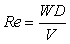 Re = WD/V